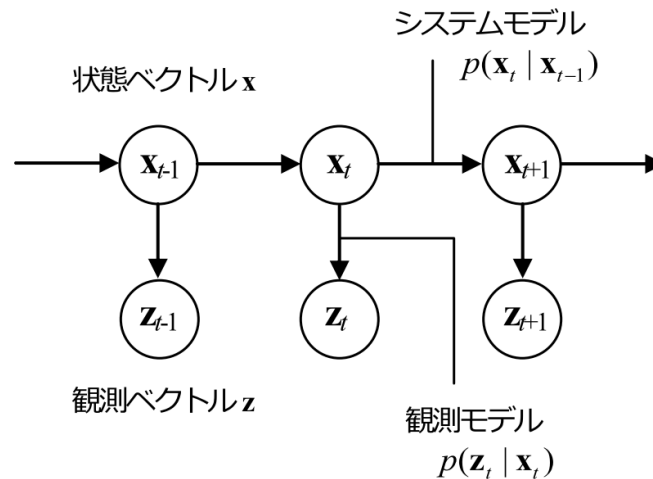 システムモデル
p(x_t | x_{t-1})
状態ベクトル x
x_{t-1} x_t x_{t+1}
z_{t-1} z_t z_{t+1}
観測ベクトル z
観測モデル
p(z_t | x_t)